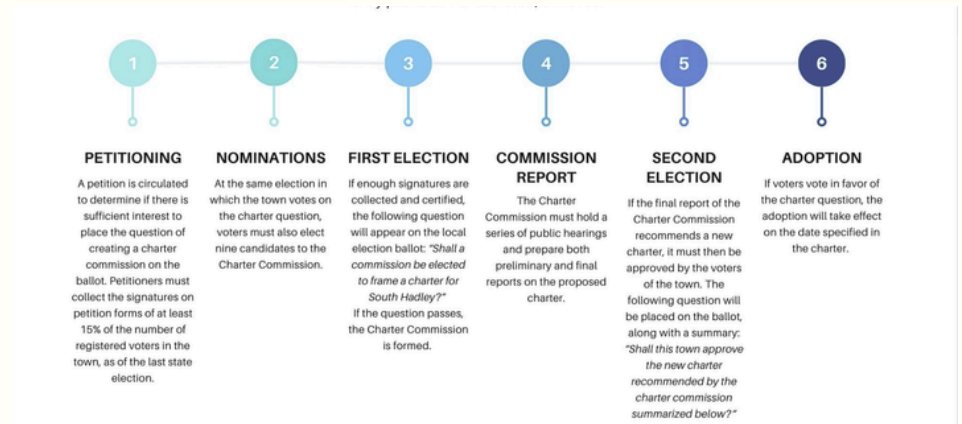 1
2
3
4
5
6
PETITIONING
A petition is circulated
to determine if there is
sufficient interest to
place the question of
creating a charter
commission on the
ballot. Petitioners must
collect the signatures on
petition forms of at least
15% of the number of
registered voters in the
town, as of the last state
election.
NOMINATIONS
At the same election in
which the town votes on
the charter question,
voters must also elect
nine candidates to the
Charter Commission.
FIRST ELECTION
If enough signatures are
collected and certified,
the following question
will appear on the local
election ballot: "Shall a
commission be elected
to frame a charter for
South Hadley?"
If the question passes,
the Charter Commission
is formed.
COMMISSION
REPORT
The Charter
Commission must hold a
series of public hearings
and prepare both
preliminary and final
reports on the proposed
charter.
SECOND
ELECTION
If the final report of the
Charter Commission
recommends a new
charter, it must then be
approved by the voters
of the town. The
following question will
be placed on the ballot,
along with a summary:
"Shall this town approve
the new charter
recommended by the
charter commission
summarized below?"
ADOPTION
If voters vote in favor of
the charter question, the
adoption will take effect
on the date specified in
the charter.